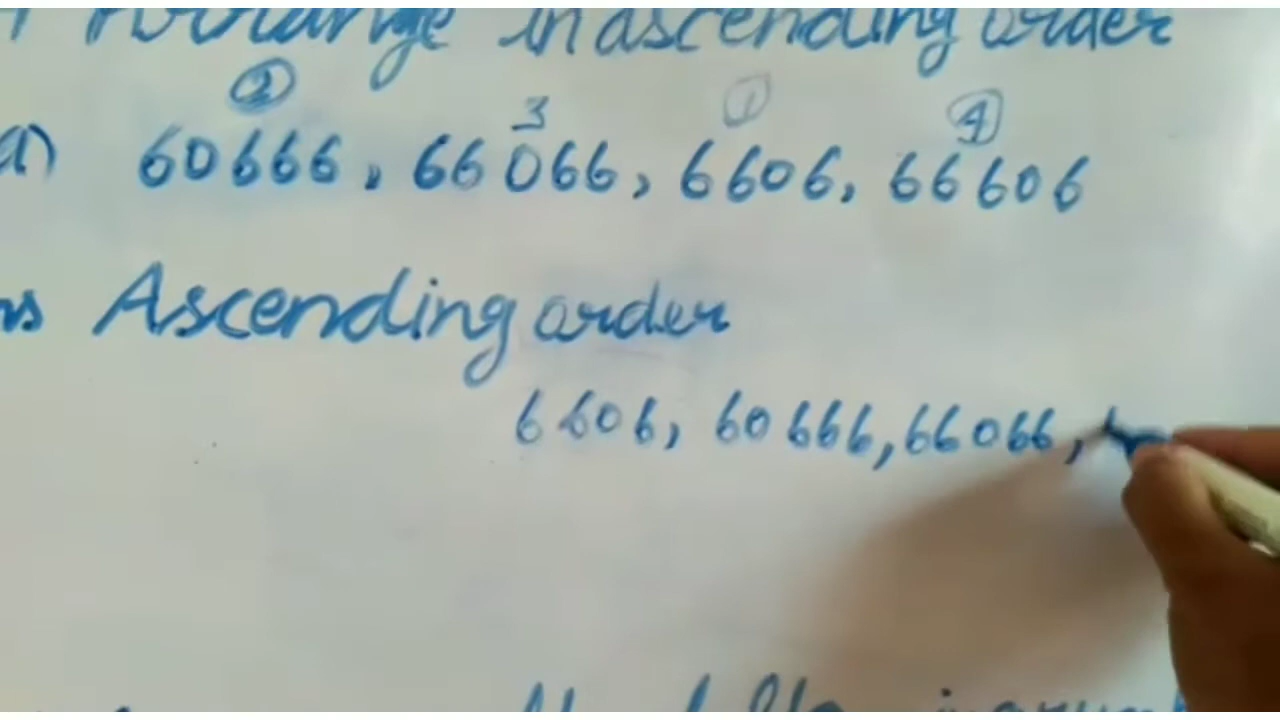 Arrange in ascending order
② 3 ① ④
a) 60666, 66066, 6606, 66606
Ascending order
6606, 60666, 66066,